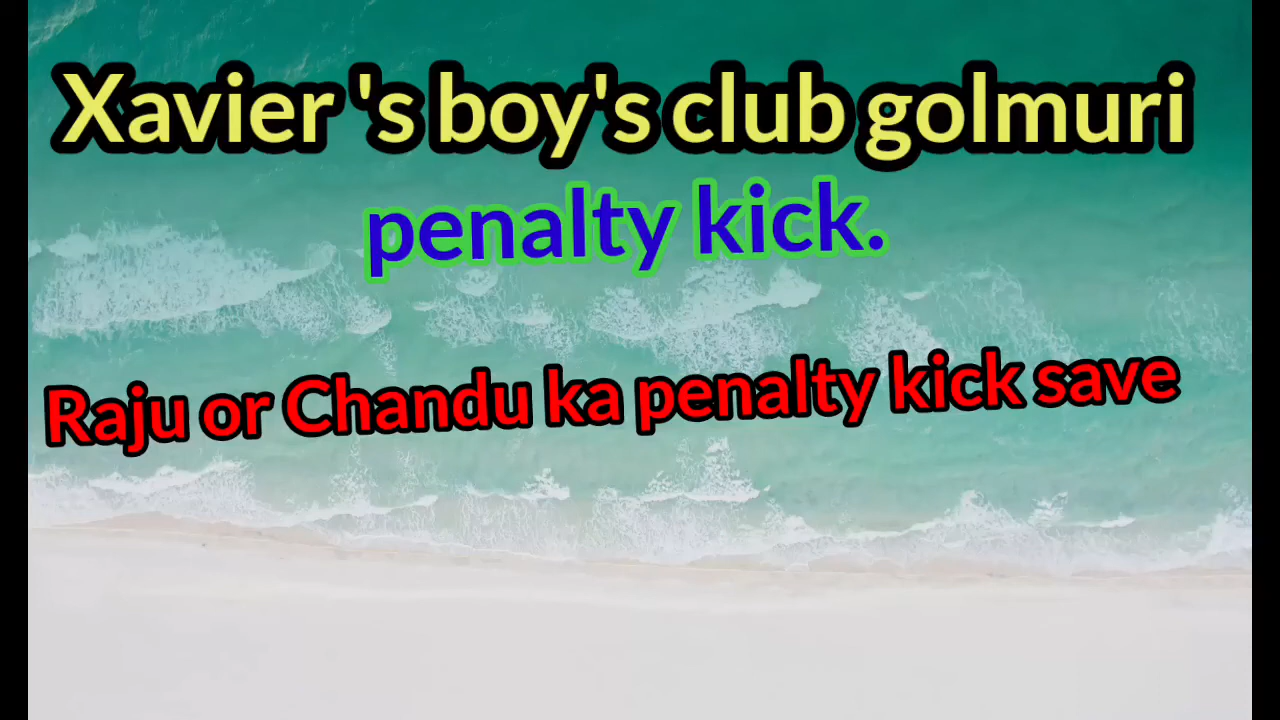 Xavier 's boy's club golmuri
penalty kick.
Raju or Chandu ka penalty kick save